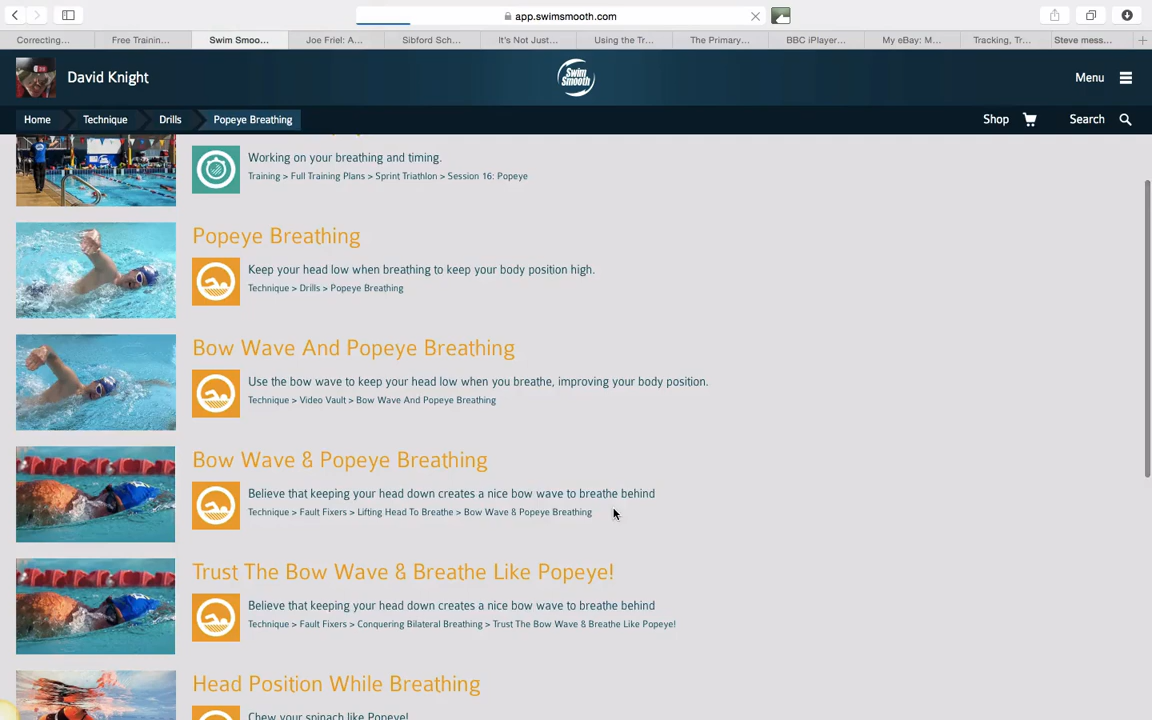 app.swimsmooth.com
Correcting...
Free Trainin...
Swim Smoo...
Joe Friel: A...
Sibford Sch...
It's Not Just...
Using the Tr...
The Primary...
BBC iPlayer...
My eBay: M...
Tracking, Tr...
Steve mess...
David Knight
Swim Smooth
Menu
Home
Technique
Drills
Popeye Breathing
Shop
Search
Working on your breathing and timing.
Training > Full Training Plans > Sprint Triathlon > Session 16: Popeye
Popeye Breathing
Keep your head low when breathing to keep your body position high.
Technique > Drills > Popeye Breathing
Bow Wave And Popeye Breathing
Use the bow wave to keep your head low when you breathe, improving your body position.
Technique > Video Vault > Bow Wave And Popeye Breathing
Bow Wave & Popeye Breathing
Believe that keeping your head down creates a nice bow wave to breathe behind
Technique > Fault Fixers > Lifting Head To Breathe > Bow Wave & Popeye Breathing
Trust The Bow Wave & Breathe Like Popeye!
Believe that keeping your head down creates a nice bow wave to breathe behind
Technique > Fault Fixers > Conquering Bilateral Breathing > Trust The Bow Wave & Breathe Like Popeye!
Head Position While Breathing
Chew your spinach like Popeye!